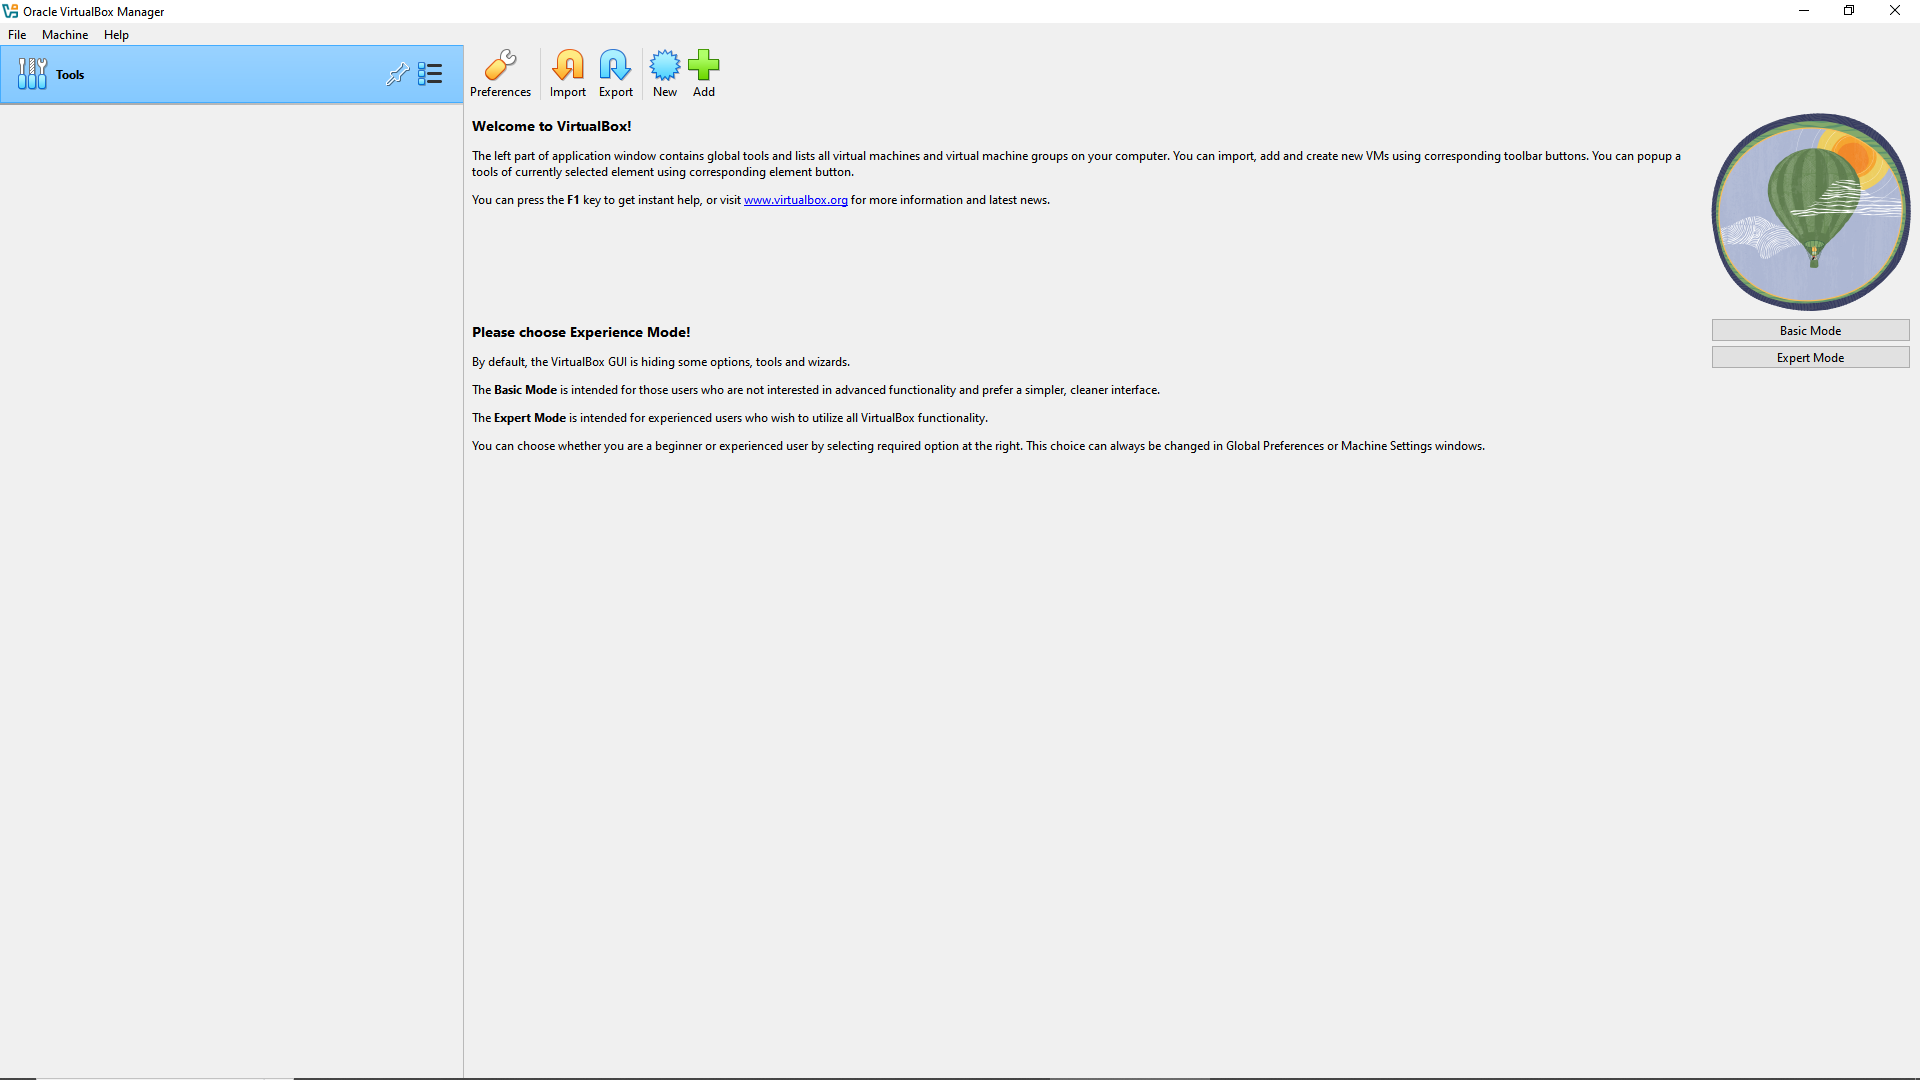 Oracle VirtualBox Manager
File Machine Help
Tools
Preferences Import Export New Add
Welcome to VirtualBox!
The left part of application window contains global tools and lists all virtual machines and virtual machine groups on your computer. You can import, add and create new VMs using corresponding toolbar buttons. You can popup a
tools of currently selected element using corresponding element button.
You can press the F1 key to get instant help, or visit www.virtualbox.org for more information and latest news.
Please choose Experience Mode!
By default, the VirtualBox GUI is hiding some options, tools and wizards.
The Basic Mode is intended for those users who are not interested in advanced functionality and prefer a simpler, cleaner interface.
The Expert Mode is intended for experienced users who wish to utilize all VirtualBox functionality.
You can choose whether you are a beginner or experienced user by selecting required option at the right. This choice can always be changed in Global Preferences or Machine Settings windows.
Basic Mode
Expert Mode